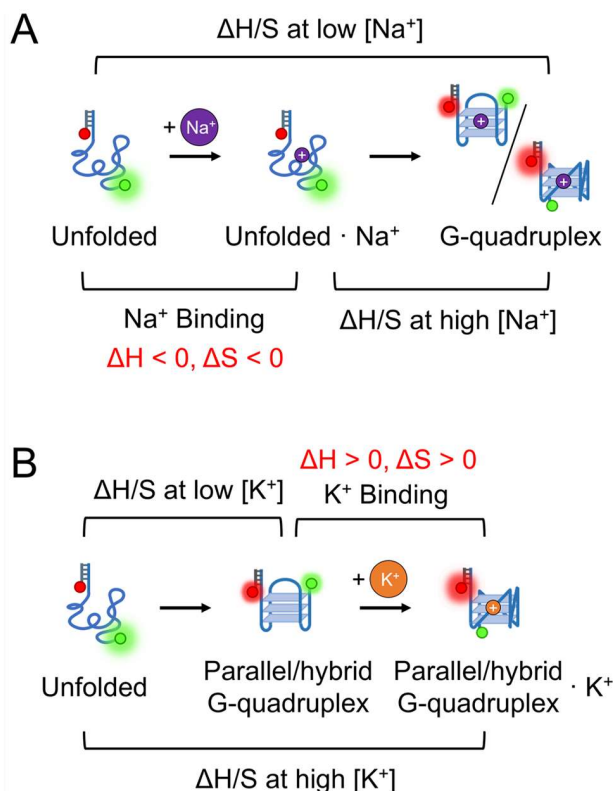 A
ΔH/S at low [Na⁺]
+ Na⁺
+
+
+
Unfolded
Unfolded · Na⁺
G-quadruplex
Na⁺ Binding
ΔH < 0, ΔS < 0
ΔH/S at high [Na⁺]
B
ΔH > 0, ΔS > 0
ΔH/S at low [K⁺]
K⁺ Binding
+ K⁺
+
Unfolded
Parallel/hybrid
G-quadruplex
Parallel/hybrid
G-quadruplex · K⁺
ΔH/S at high [K⁺]